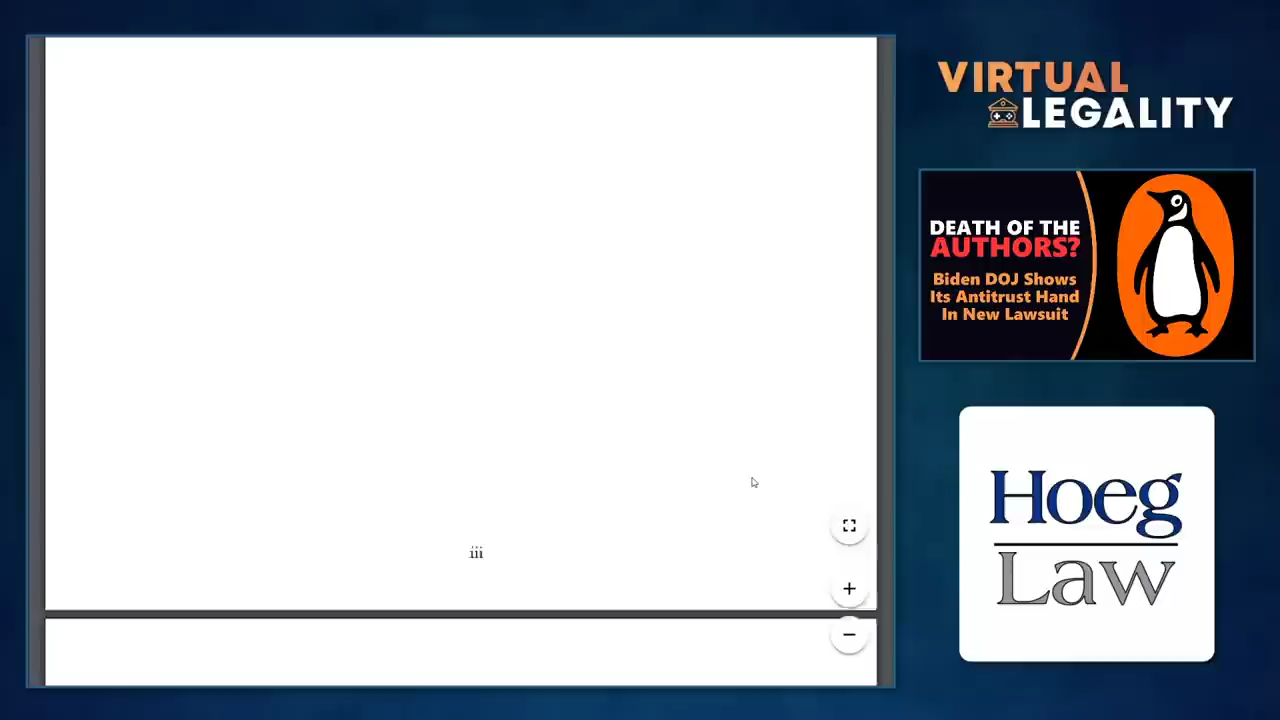 iii
VIRTUAL
LEGALITY
DEATH OF THE
AUTHORS?
Biden DOJ Shows
Its Antitrust Hand
In New Lawsuit
Hoeg
Law